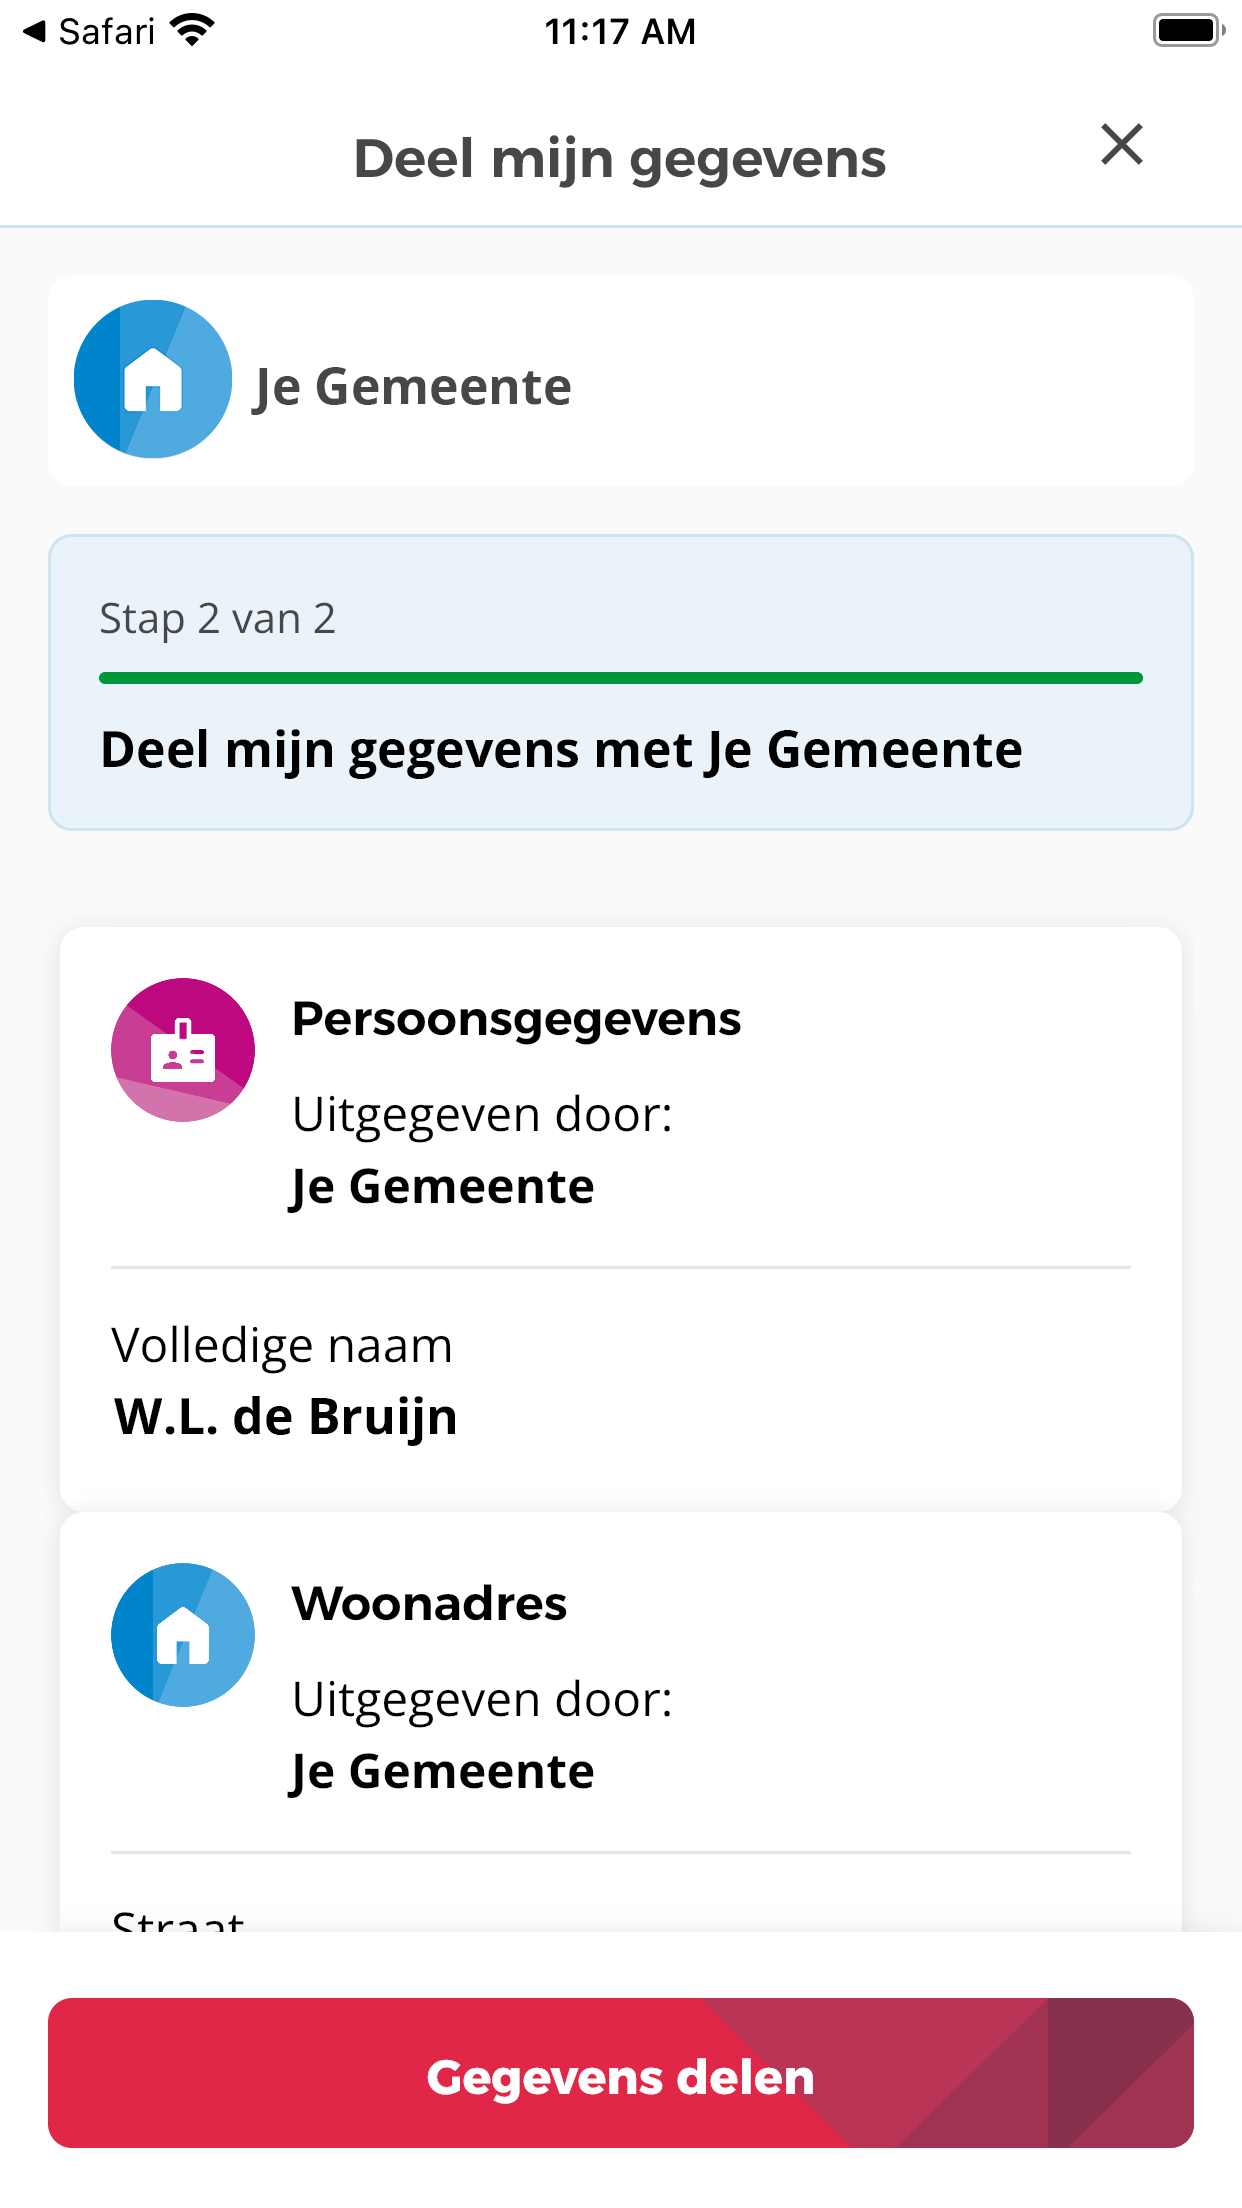 Safari 11:17 AM
Deel mijn gegevens
Je Gemeente
Stap 2 van 2
Deel mijn gegevens met Je Gemeente
Persoonsgegevens
Uitgegeven door:
Je Gemeente
Volledige naam
W.L. de Bruijn
Woonadres
Uitgegeven door:
Je Gemeente
Straat
Gegevens delen